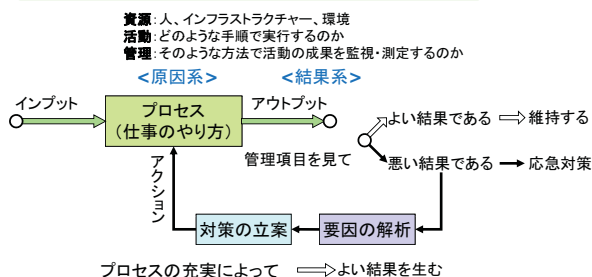 資源：人、インフラストラクチャー、環境
活動：どのような手順で実行するのか
管理：そのような方法で活動の成果を監視・測定するのか
<原因系>
<結果系>
インプット
プロセス
(仕事のやり方)
アウトプット
よい結果である
維持する
管理項目を見て
悪い結果である
応急対策
アクション
対策の立案
要因の解析
プロセスの充実によって
よい結果を生む